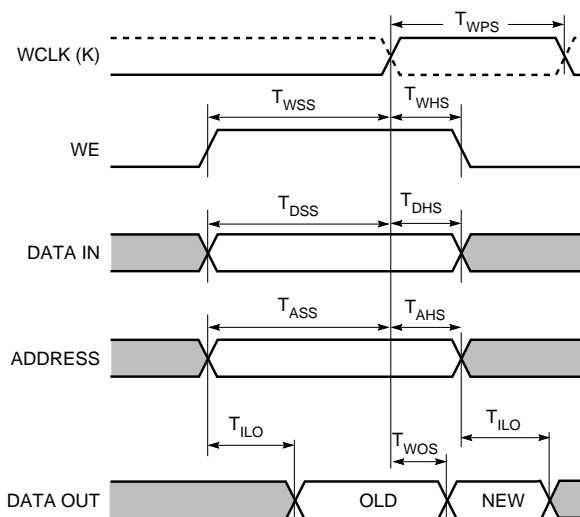 T_WPS
WCLK (K)
T_WSS T_WHS
WE
T_DSS T_DHS
DATA IN
T_ASS T_AHS
ADDRESS
T_ILO T_WOS T_ILO
DATA OUT OLD NEW